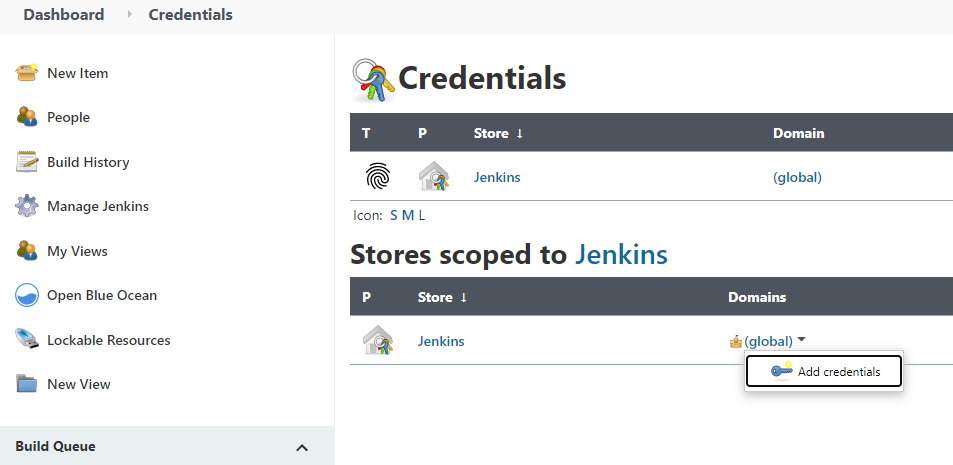 Dashboard Credentials
New Item
People
Build History
Manage Jenkins
My Views
Open Blue Ocean
Lockable Resources
New View
Build Queue
Credentials
T P Store ↓ Domain
Jenkins (global)
Icon: S M L
Stores scoped to Jenkins
P Store ↓ Domains
Jenkins (global)
Add credentials